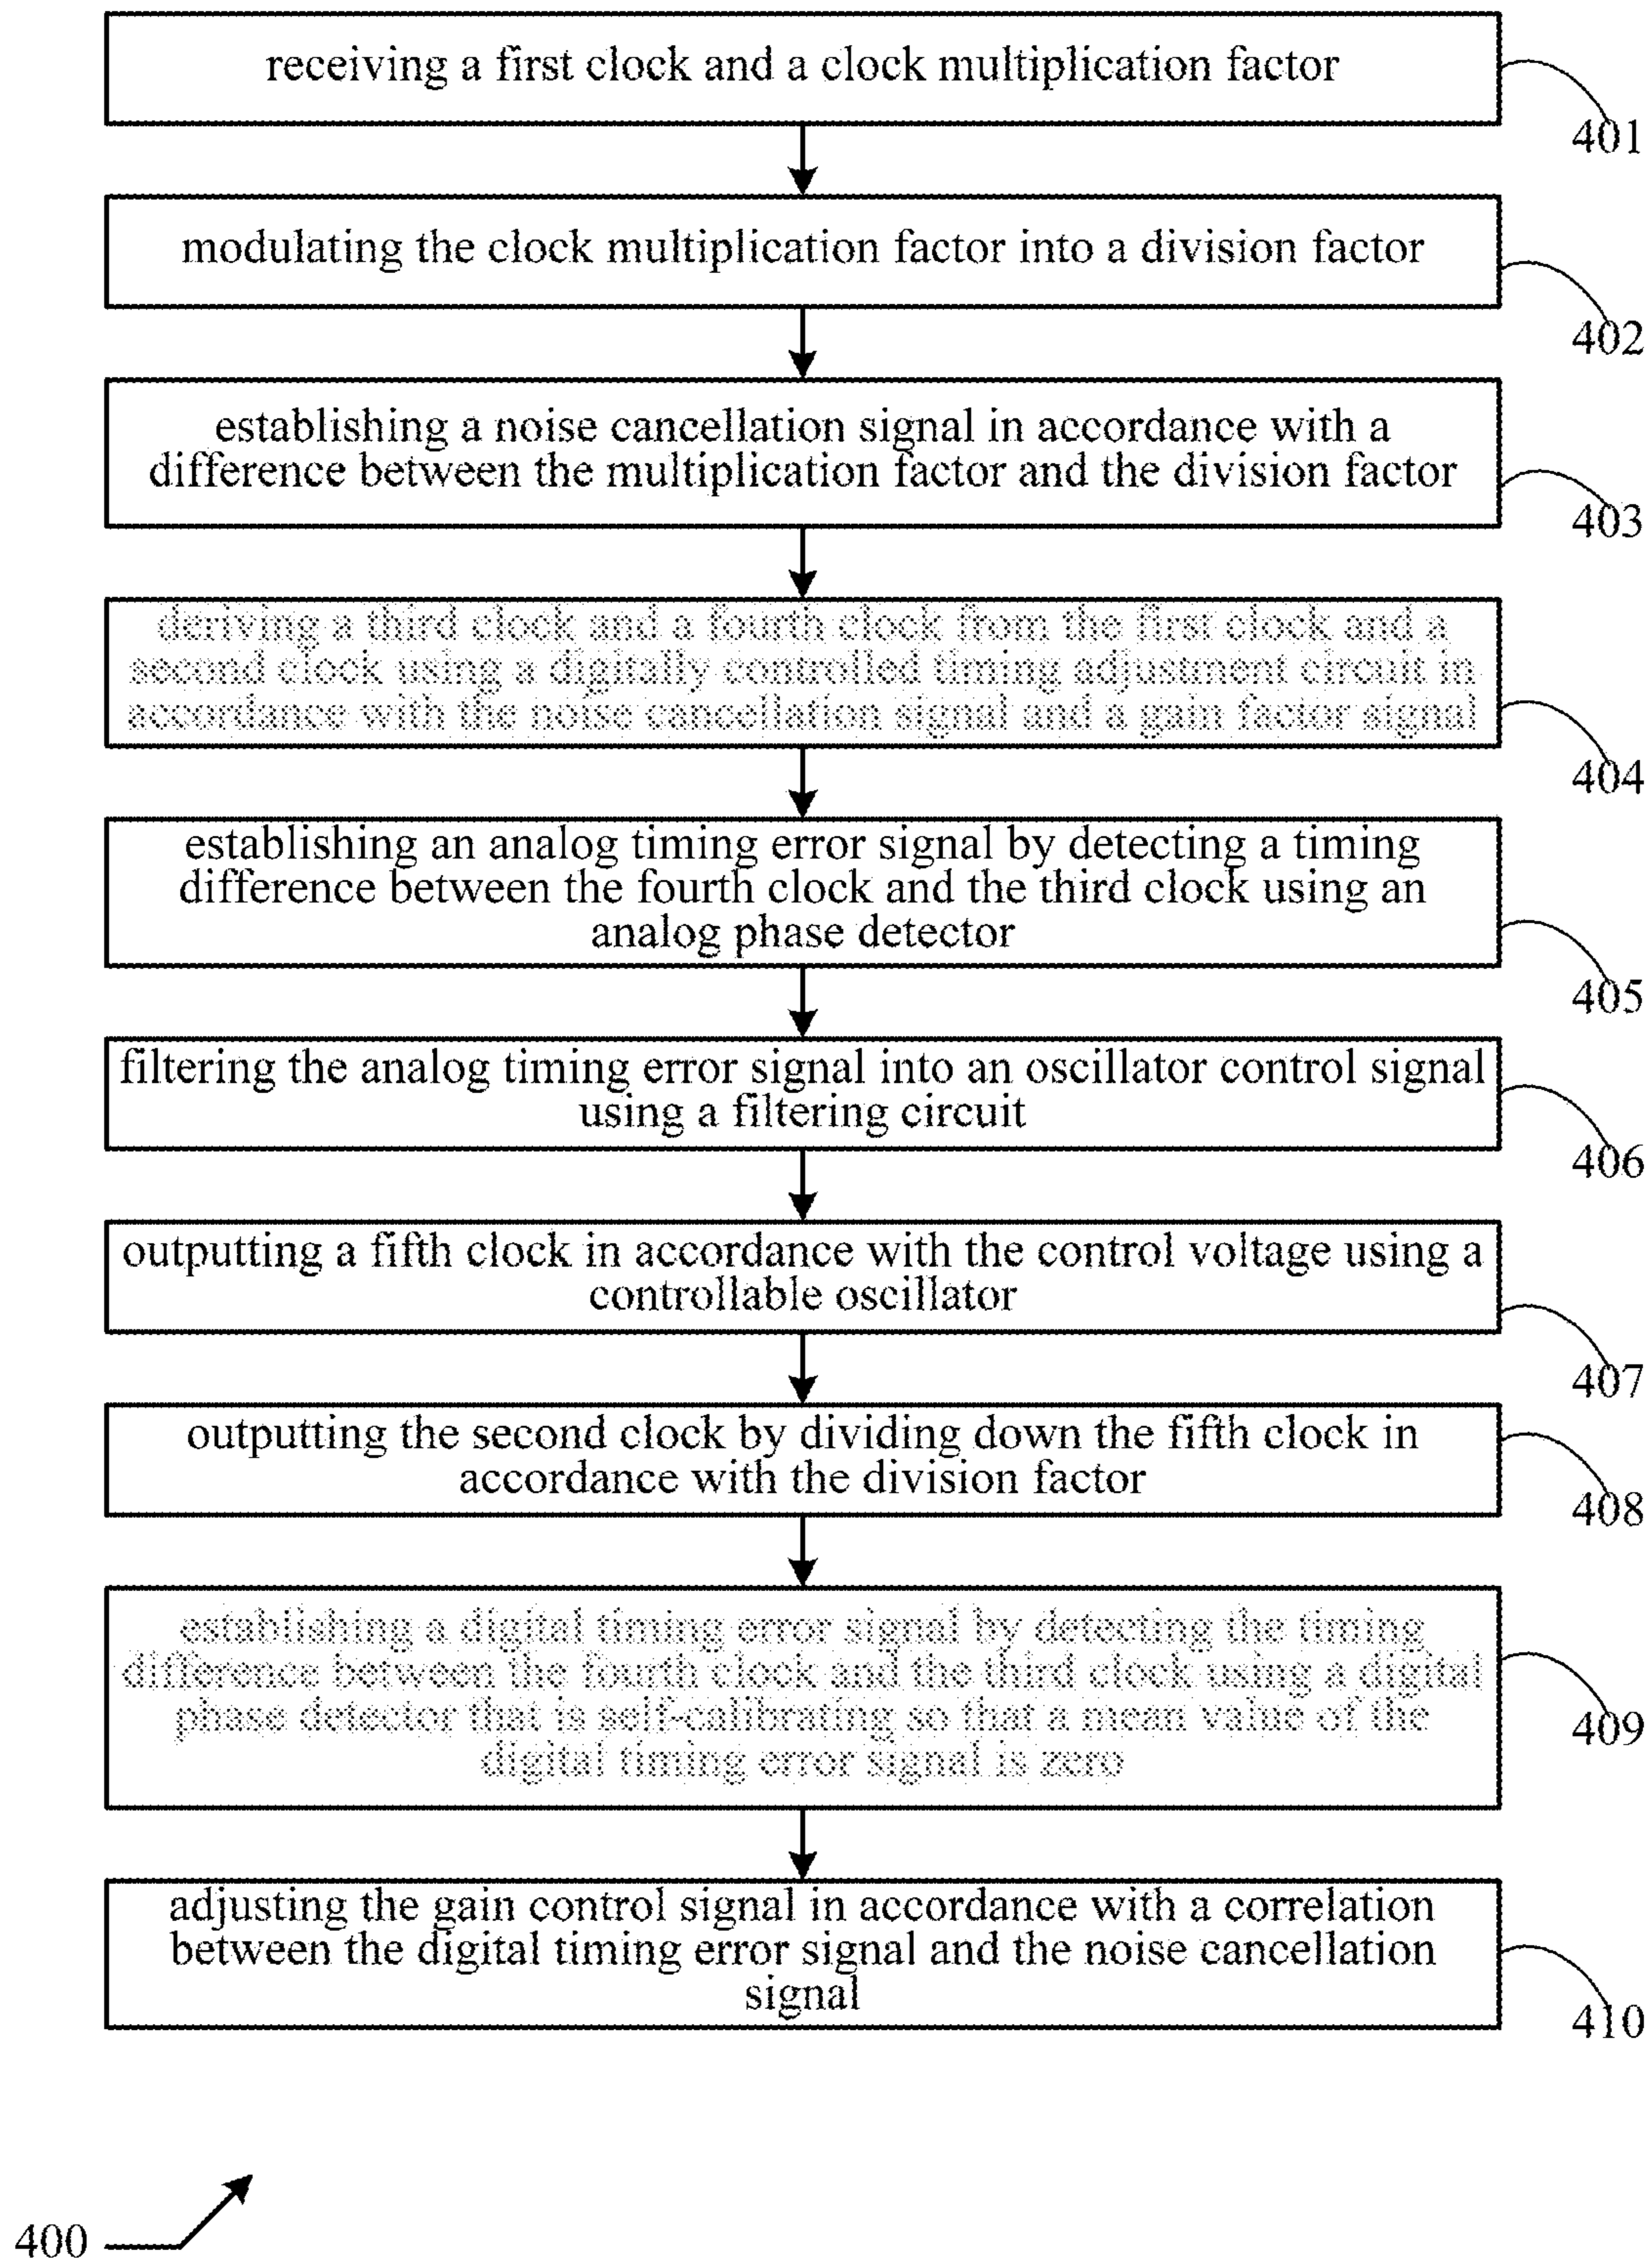 receiving a first clock and a clock multiplication factor
401
modulating the clock multiplication factor into a division factor
402
establishing a noise cancellation signal in accordance with a
difference between the multiplication factor and the division factor
403
deriving a third clock and a fourth clock from the first clock and a
second clock using a digitally controlled timing adjustment circuit in
accordance with the noise cancellation signal and a gain factor signal
404
establishing an analog timing error signal by detecting a timing
difference between the fourth clock and the third clock using an
analog phase detector
405
filtering the analog timing error signal into an oscillator control signal
using a filtering circuit
406
outputting a fifth clock in accordance with the control voltage using a
controllable oscillator
407
outputting the second clock by dividing down the fifth clock in
accordance with the division factor
408
establishing a digital timing error signal by detecting the timing
difference between the fourth clock and the third clock using a digital
phase detector that is self-calibrating so that a mean value of the
digital timing error signal is zero
409
adjusting the gain control signal in accordance with a correlation
between the digital timing error signal and the noise cancellation
signal
410
400